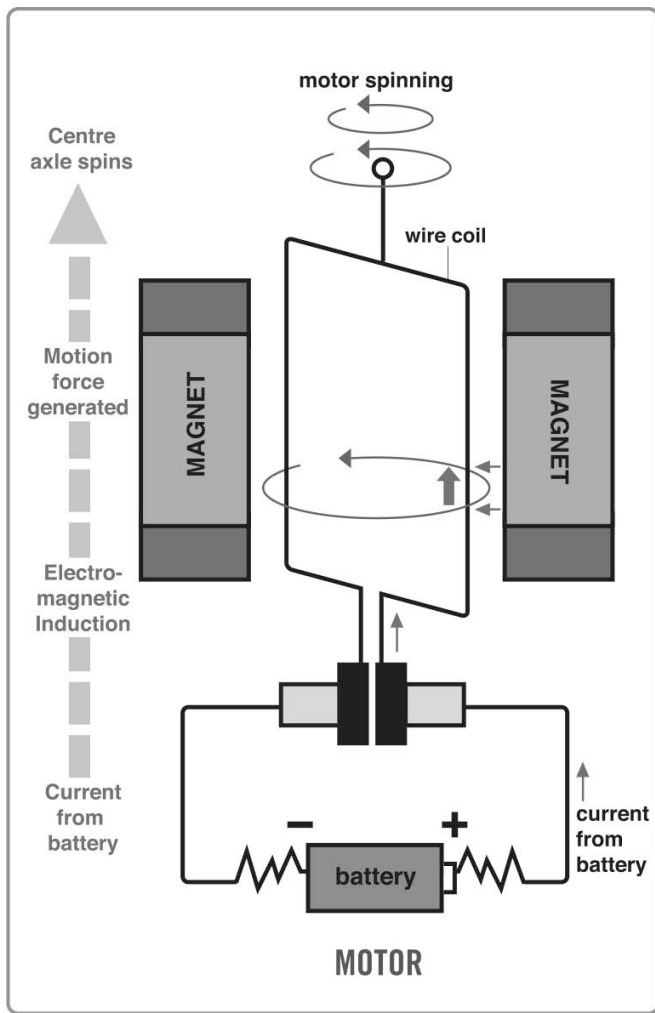 motor spinning
Centre
axle spins
wire coil
Motion
force
generated
MAGNET
MAGNET
Electro-
magnetic
Induction
Current
from
battery
–
+
current
from
battery
battery
MOTOR